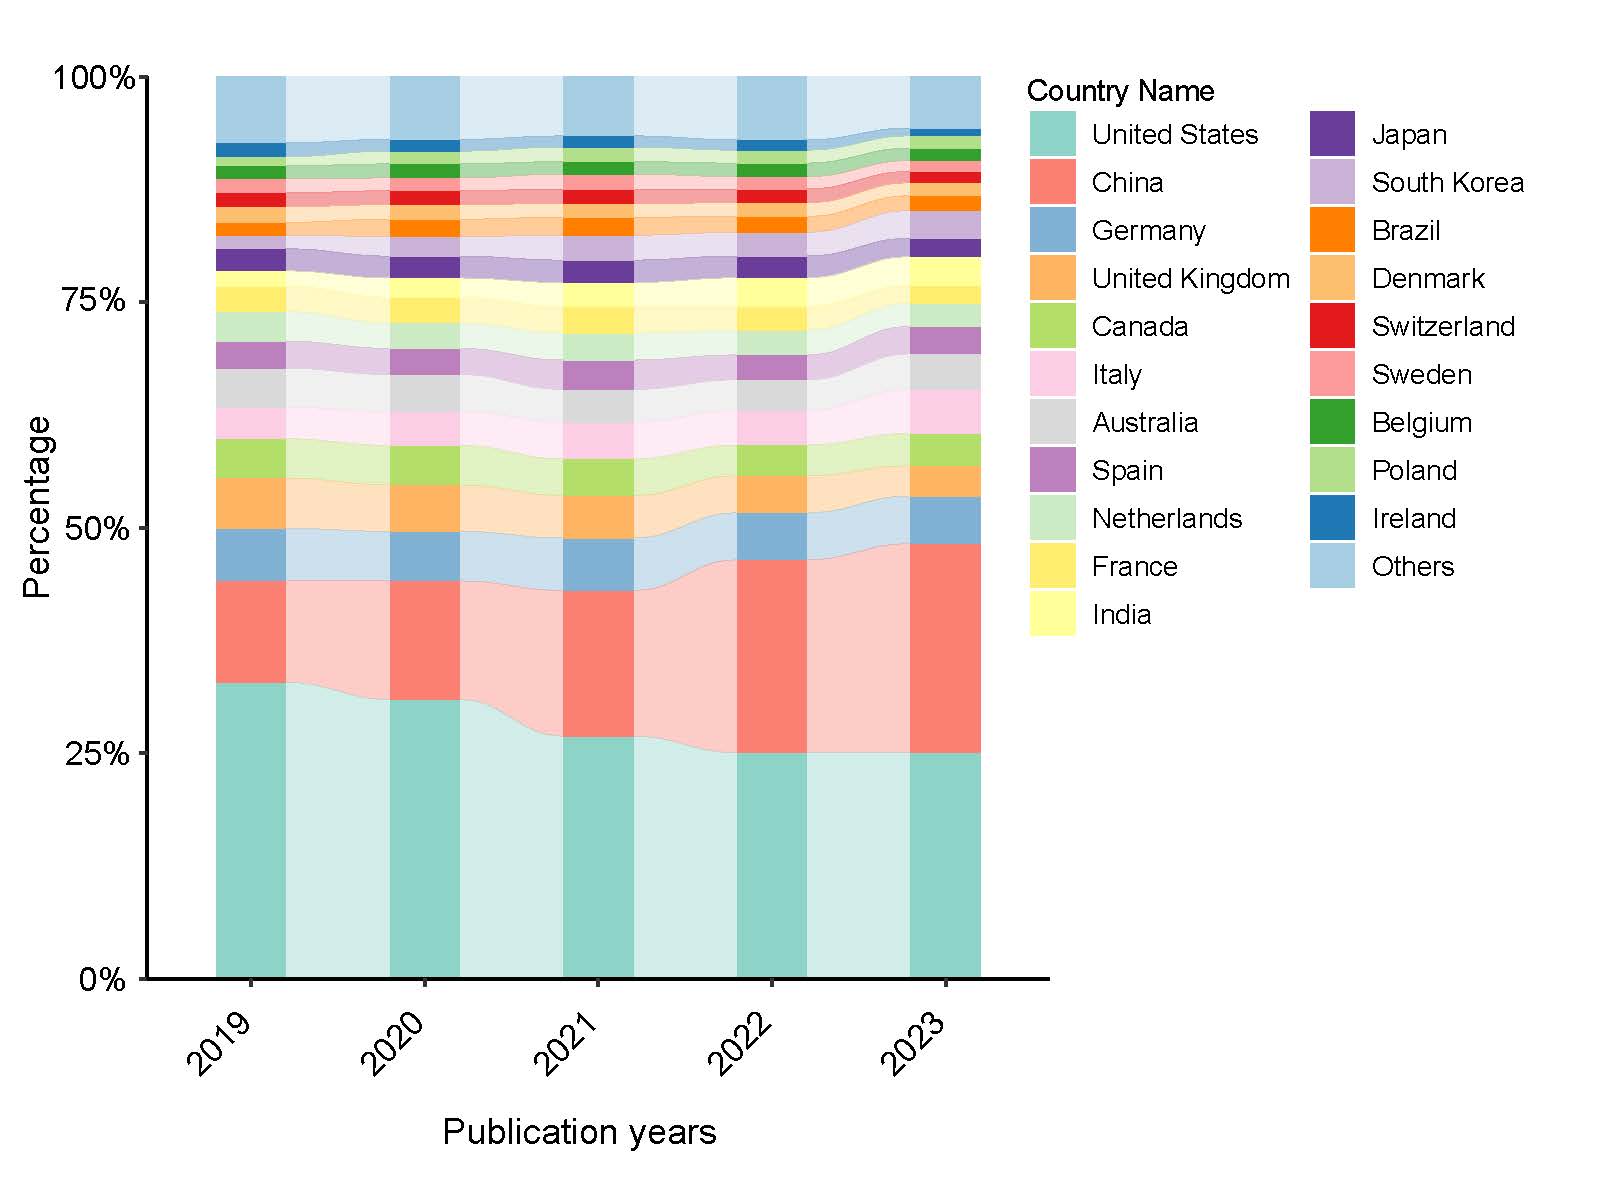 100%
75%
50%
25%
0%
Percentage
2019
2020
2021
2022
2023
Publication years
Country Name
United States
China
Germany
United Kingdom
Canada
Italy
Australia
Spain
Netherlands
France
India
Japan
South Korea
Brazil
Denmark
Switzerland
Sweden
Belgium
Poland
Ireland
Others